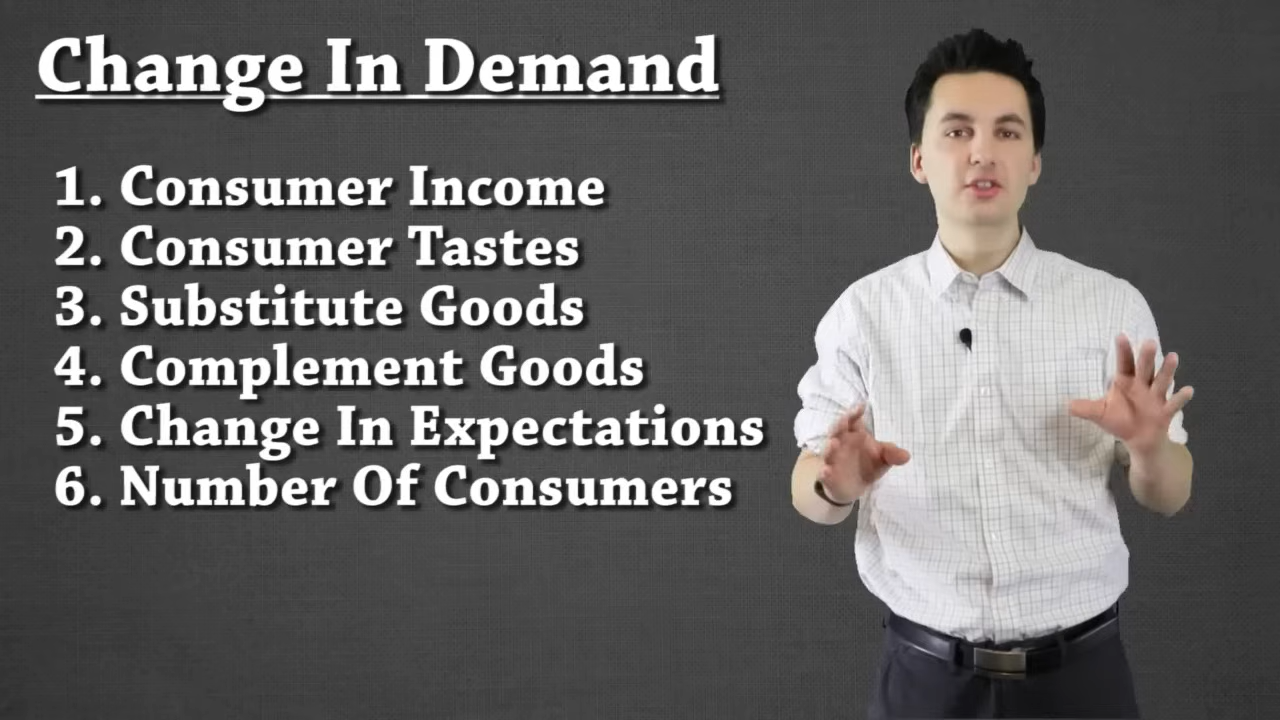 Change In Demand
1. Consumer Income
2. Consumer Tastes
3. Substitute Goods
4. Complement Goods
5. Change In Expectations
6. Number Of Consumers